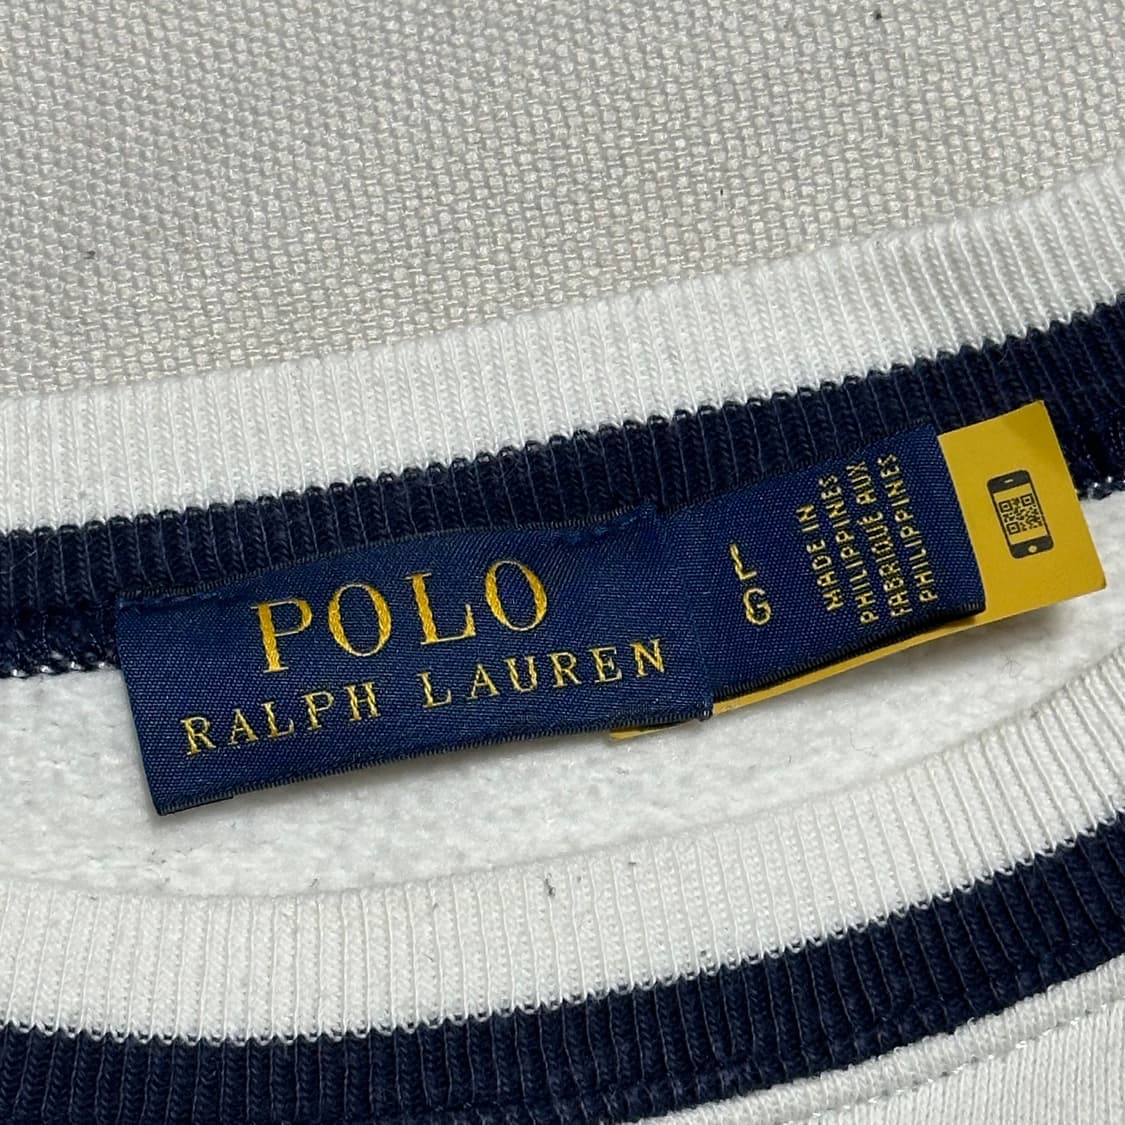 POLO
RALPH LAUREN
L
G
MADE IN
PHILIPPINES
FABRIQUÉ AUX
PHILIPPINES